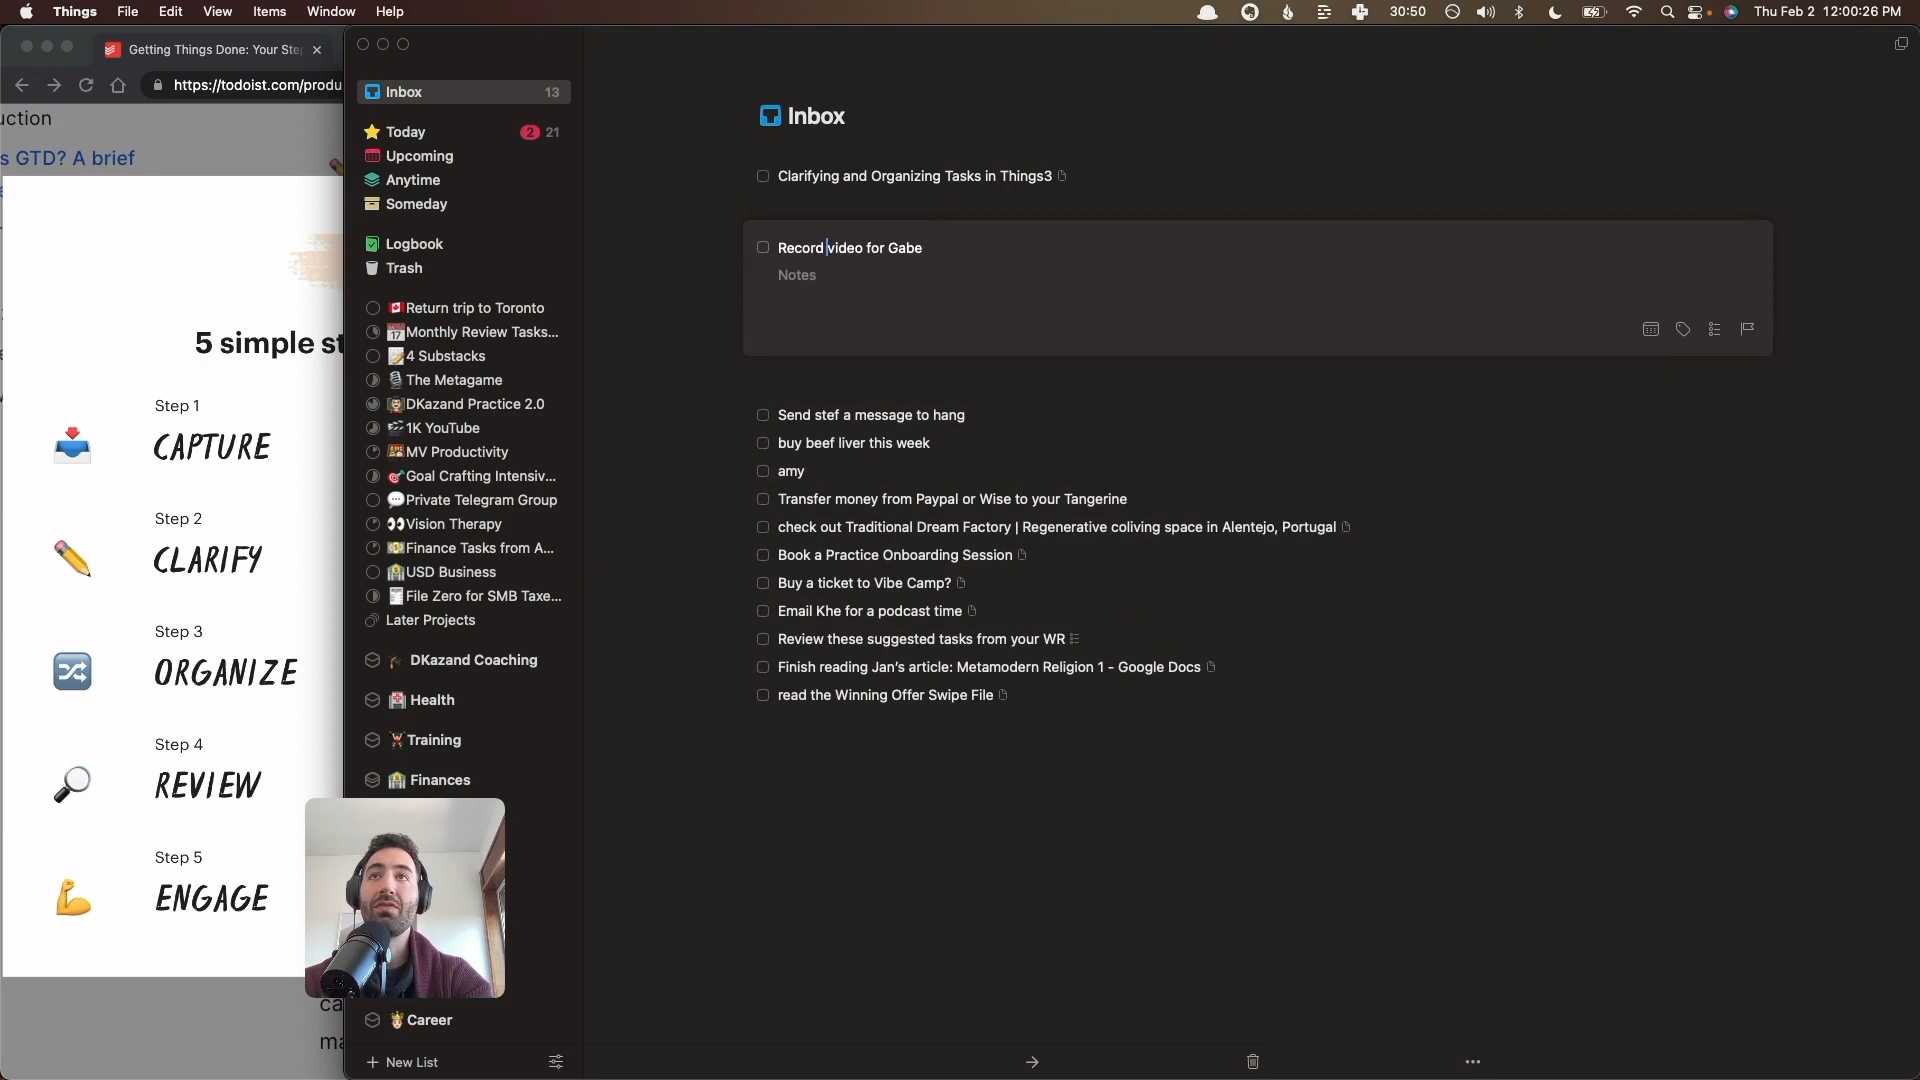 Things File Edit View Items Window Help
30:50
Thu Feb 2 12:00:26 PM
Getting Things Done: Your Ste
https://todoist.com/produ
uction
s GTD? A brief
5 simple st
Step 1
CAPTURE
Step 2
CLARIFY
Step 3
ORGANIZE
Step 4
REVIEW
Step 5
ENGAGE
ca
ma
Inbox 13
Today 2 21
Upcoming
Anytime
Someday
Logbook
Trash
Return trip to Toronto
Monthly Review Tasks...
4 Substacks
The Metagame
DKazand Practice 2.0
1K YouTube
MV Productivity
Goal Crafting Intensiv...
Private Telegram Group
Vision Therapy
Finance Tasks from A...
USD Business
File Zero for SMB Taxe...
Later Projects
DKazand Coaching
Health
Training
Finances
Career
New List
Inbox
Clarifying and Organizing Tasks in Things3
Record video for Gabe
Notes
Send stef a message to hang
buy beef liver this week
amy
Transfer money from Paypal or Wise to your Tangerine
check out Traditional Dream Factory | Regenerative coliving space in Alentejo, Portugal
Book a Practice Onboarding Session
Buy a ticket to Vibe Camp?
Email Khe for a podcast time
Review these suggested tasks from your WR
Finish reading Jan's article: Metamodern Religion 1 - Google Docs
read the Winning Offer Swipe File